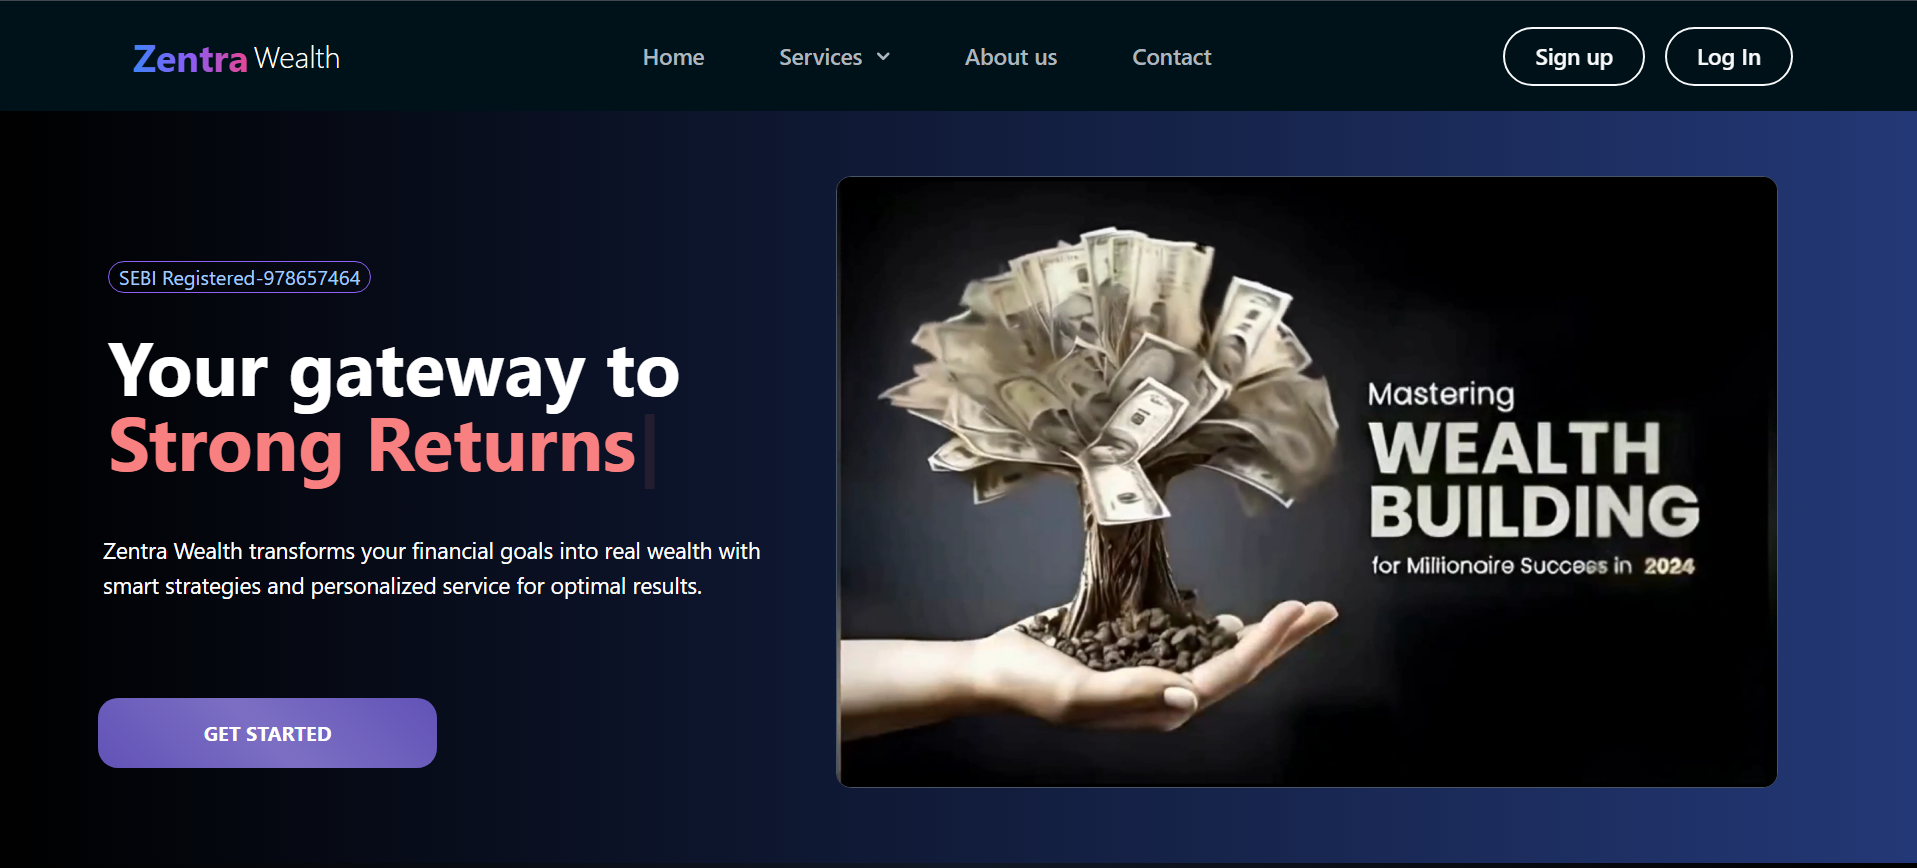 Zentra Wealth
Home
Services
About us
Contact
Sign up
Log In
SEBI Registered-978657464
Your gateway to
Strong Returns
Zentra Wealth transforms your financial goals into real wealth with
smart strategies and personalized service for optimal results.
GET STARTED
Mastering
WEALTH
BUILDING
for Millionaire Success in 2024